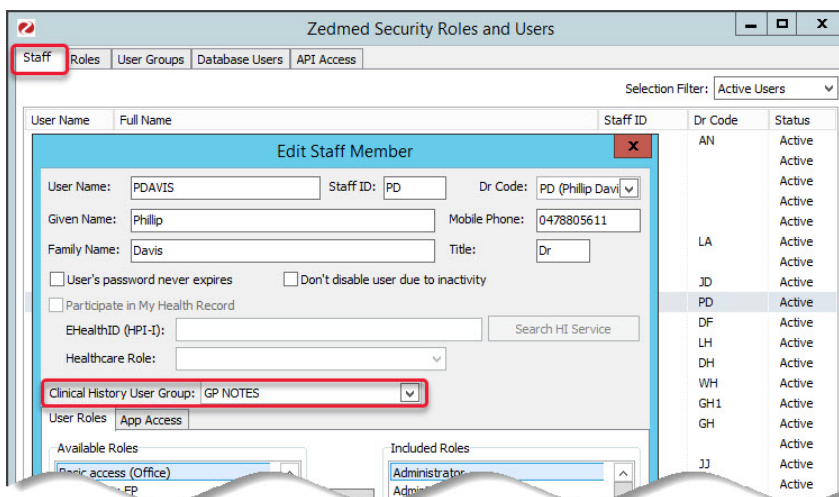 Zedmed Security Roles and Users
Staff Roles User Groups Database Users API Access
Selection Filter: Active Users
User Name Full Name Staff ID Dr Code Status
Edit Staff Member
AN Active
Active
User Name: PDAVIS Staff ID: PD Dr Code: PD (Phillip Davi
Active
Active
Given Name: Phillip Mobile Phone: 0478805611
Active
Family Name: Davis Title: Dr
LA Active
Active
User's password never expires Don't disable user due to inactivity
JD Active
Participate in My Health Record
PD Active
EHealthID (HPI-I): Search HI Service
DF Active
LH Active
Healthcare Role:
DH Active
WH Active
Clinical History User Group: GP NOTES
GH1 Active
User Roles App Access
GH Active
Active
Available Roles Included Roles
JJ Active
Basic access (Office) Administrator
Active